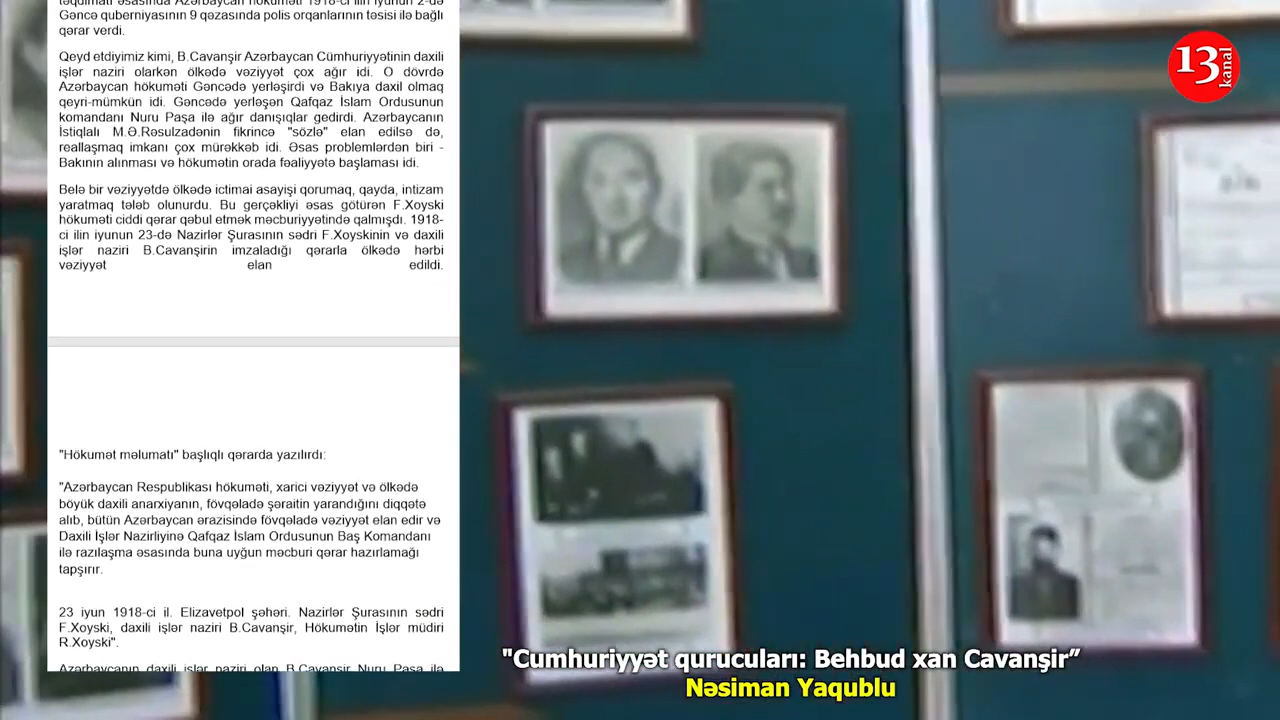 təqdimatı əsasında Azərbaycan hökuməti 1918-ci ilin iyunun 2-də
Gəncə quberniyasının 9 qəzasında polis orqanlarının təsisi ilə bağlı
qərar verdi.
Qeyd etdiyimiz kimi, B.Cavanşir Azərbaycan Cümhuriyyətinin daxili
işlər naziri olarkən ölkədə vəziyyət çox ağır idi. O dövrdə
Azərbaycan hökuməti Gəncədə yerləşirdi və Bakıya daxil olmaq
qeyri-mümkün idi. Gəncədə yerləşən Qafqaz İslam Ordusunun
komandanı Nuru Paşa ilə ağır danışıqlar gedirdi. Azərbaycanın
İstiqlalı M.Ə.Rəsulzadənin fikrincə "sözlə" elan edilsə də,
reallaşmaq imkanı çox mürəkkəb idi. Əsas problemlərdən biri -
Bakının alınması və hökumətin orada fəaliyyətə başlaması idi.
Belə bir vəziyyətdə ölkədə ictimai asayişi qorumaq, qayda, intizam
yaratmaq tələb olunurdu. Bu gerçəkliyi əsas götürən F.Xoyski
hökuməti ciddi qərar qəbul etmək məcburiyyətində qalmışdı. 1918-
ci ilin iyunun 23-də Nazirlər Şurasının sədri F.Xoyskinin və daxili
işlər naziri B.Cavanşirin imzaladığı qərarla ölkədə hərbi
vəziyyət elan edildi.
"Hökumət məlumatı" başlıqlı qərarda yazılırdı:
"Azərbaycan Respublikası hökuməti, xarici vəziyyət və ölkədə
böyük daxili anarxiyanın, fövqəladə şəraitin yarandığını diqqətə
alıb, bütün Azərbaycan ərazisində fövqəladə vəziyyət elan edir və
Daxili İşlər Nazirliyinə Qafqaz İslam Ordusunun Baş Komandanı
ilə razılaşma əsasında buna uyğun məcburi qərar hazırlamağı
tapşırır.
23 iyun 1918-ci il. Elizavetpol şəhəri. Nazirlər Şurasının sədri
F.Xoyski, daxili işlər naziri B.Cavanşir, Hökumətin İşlər müdiri
R.Xoyski".
Azərbaycanın daxili işlər naziri olan B.Cavanşir Nuru Paşa ilə
13 kanal
"Cumhuriyyət qurucuları: Behbud xan Cavanşir”
Nəsiman Yaqublu